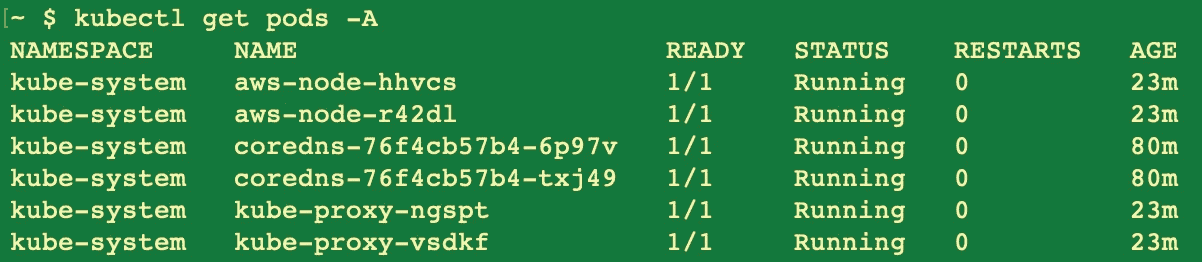 [~ $ kubectl get pods -A
NAMESPACE     NAME                       READY   STATUS    RESTARTS   AGE
kube-system   aws-node-hhvcs             1/1     Running   0          23m
kube-system   aws-node-r42dl             1/1     Running   0          23m
kube-system   coredns-76f4cb57b4-6p97v   1/1     Running   0          80m
kube-system   coredns-76f4cb57b4-txj49   1/1     Running   0          80m
kube-system   kube-proxy-ngspt           1/1     Running   0          23m
kube-system   kube-proxy-vsdkf           1/1     Running   0          23m